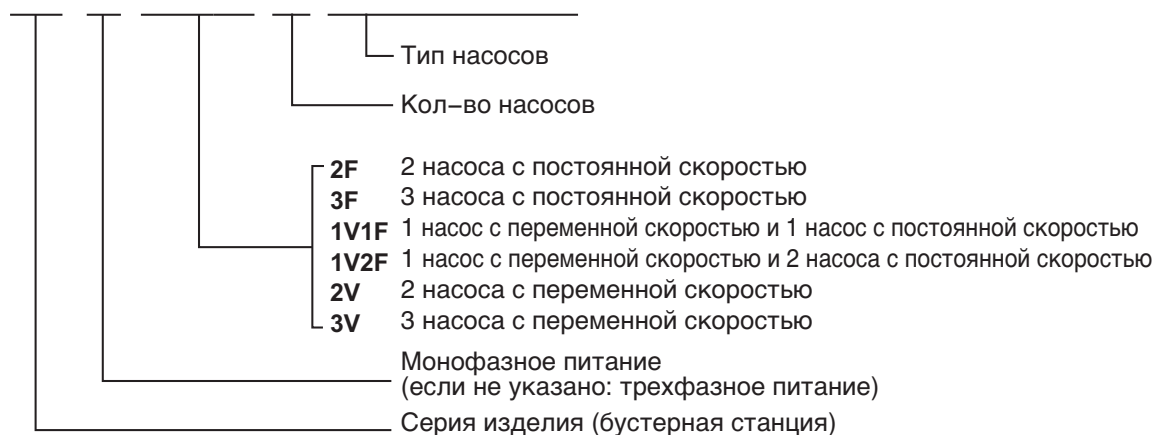 Тип насосов
Кол–во насосов
2F 2 насоса с постоянной скоростью
3F 3 насоса с постоянной скоростью
1V1F 1 насос с переменной скоростью и 1 насос с постоянной скоростью
1V2F 1 насос с переменной скоростью и 2 насоса с постоянной скоростью
2V 2 насоса с переменной скоростью
3V 3 насоса с переменной скоростью
Монофазное питание
(если не указано: трехфазное питание)
Серия изделия (бустерная станция)